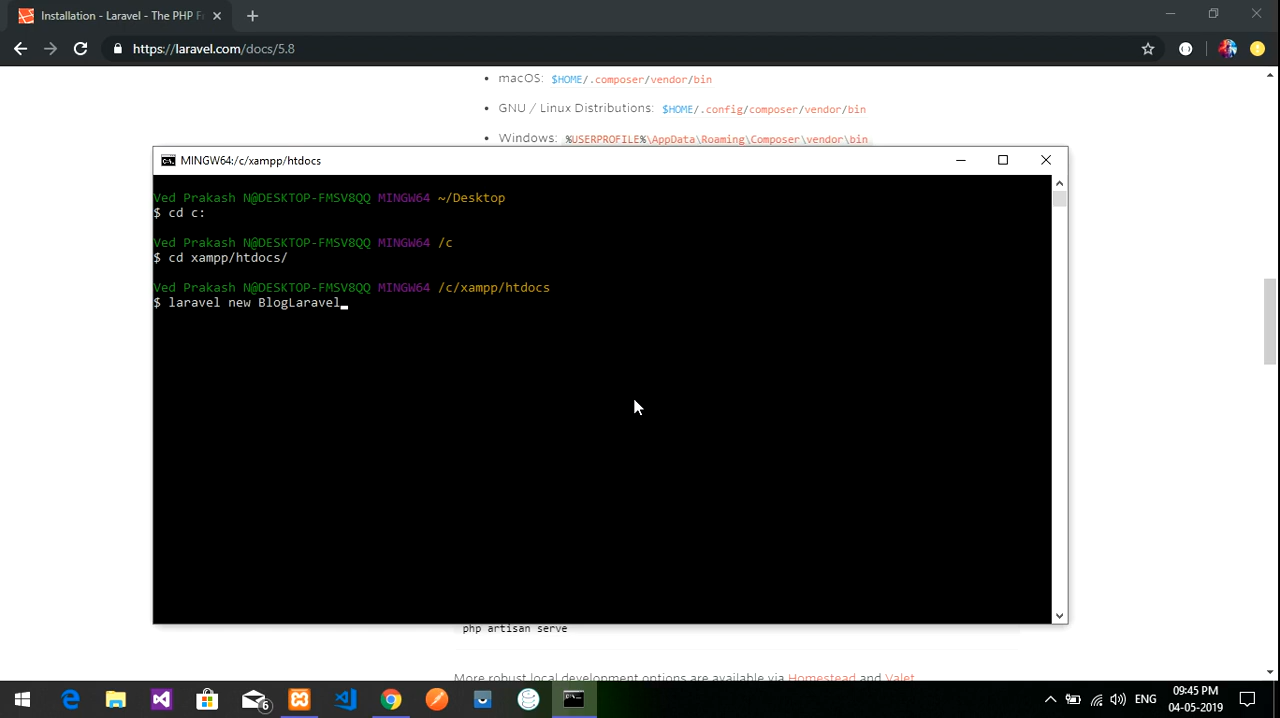 Installation - Laravel - The PHP F
https://laravel.com/docs/5.8
macOS: $HOME/.composer/vendor/bin
GNU / Linux Distributions: $HOME/.config/composer/vendor/bin
Windows: %USERPROFILE%\AppData\Roaming\Composer\vendor\bin
MINGW64:/c/xampp/htdocs
Ved Prakash N@DESKTOP-FMSV8QQ MINGW64 ~/Desktop
$ cd c:
Ved Prakash N@DESKTOP-FMSV8QQ MINGW64 /c
$ cd xampp/htdocs/
Ved Prakash N@DESKTOP-FMSV8QQ MINGW64 /c/xampp/htdocs
$ laravel new BlogLaravel
php artisan serve
More robust local development options are available via Homestead and Valet.
6
ENG
09:45 PM
04-05-2019